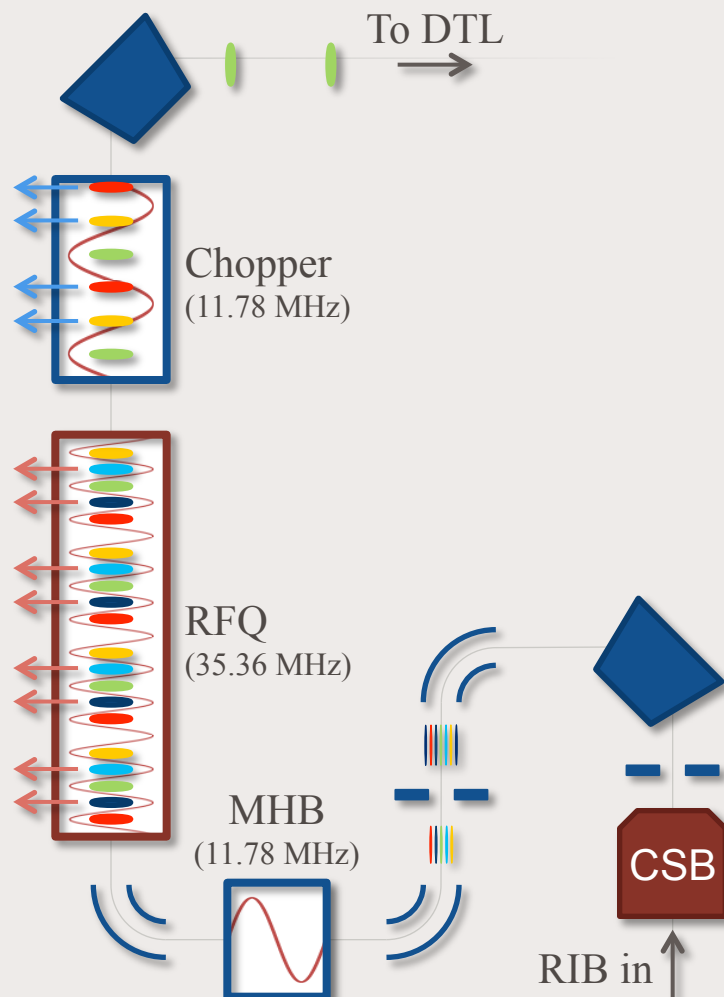 To DTL
Chopper
(11.78 MHz)
RFQ
(35.36 MHz)
MHB
(11.78 MHz)
CSB
RIB in